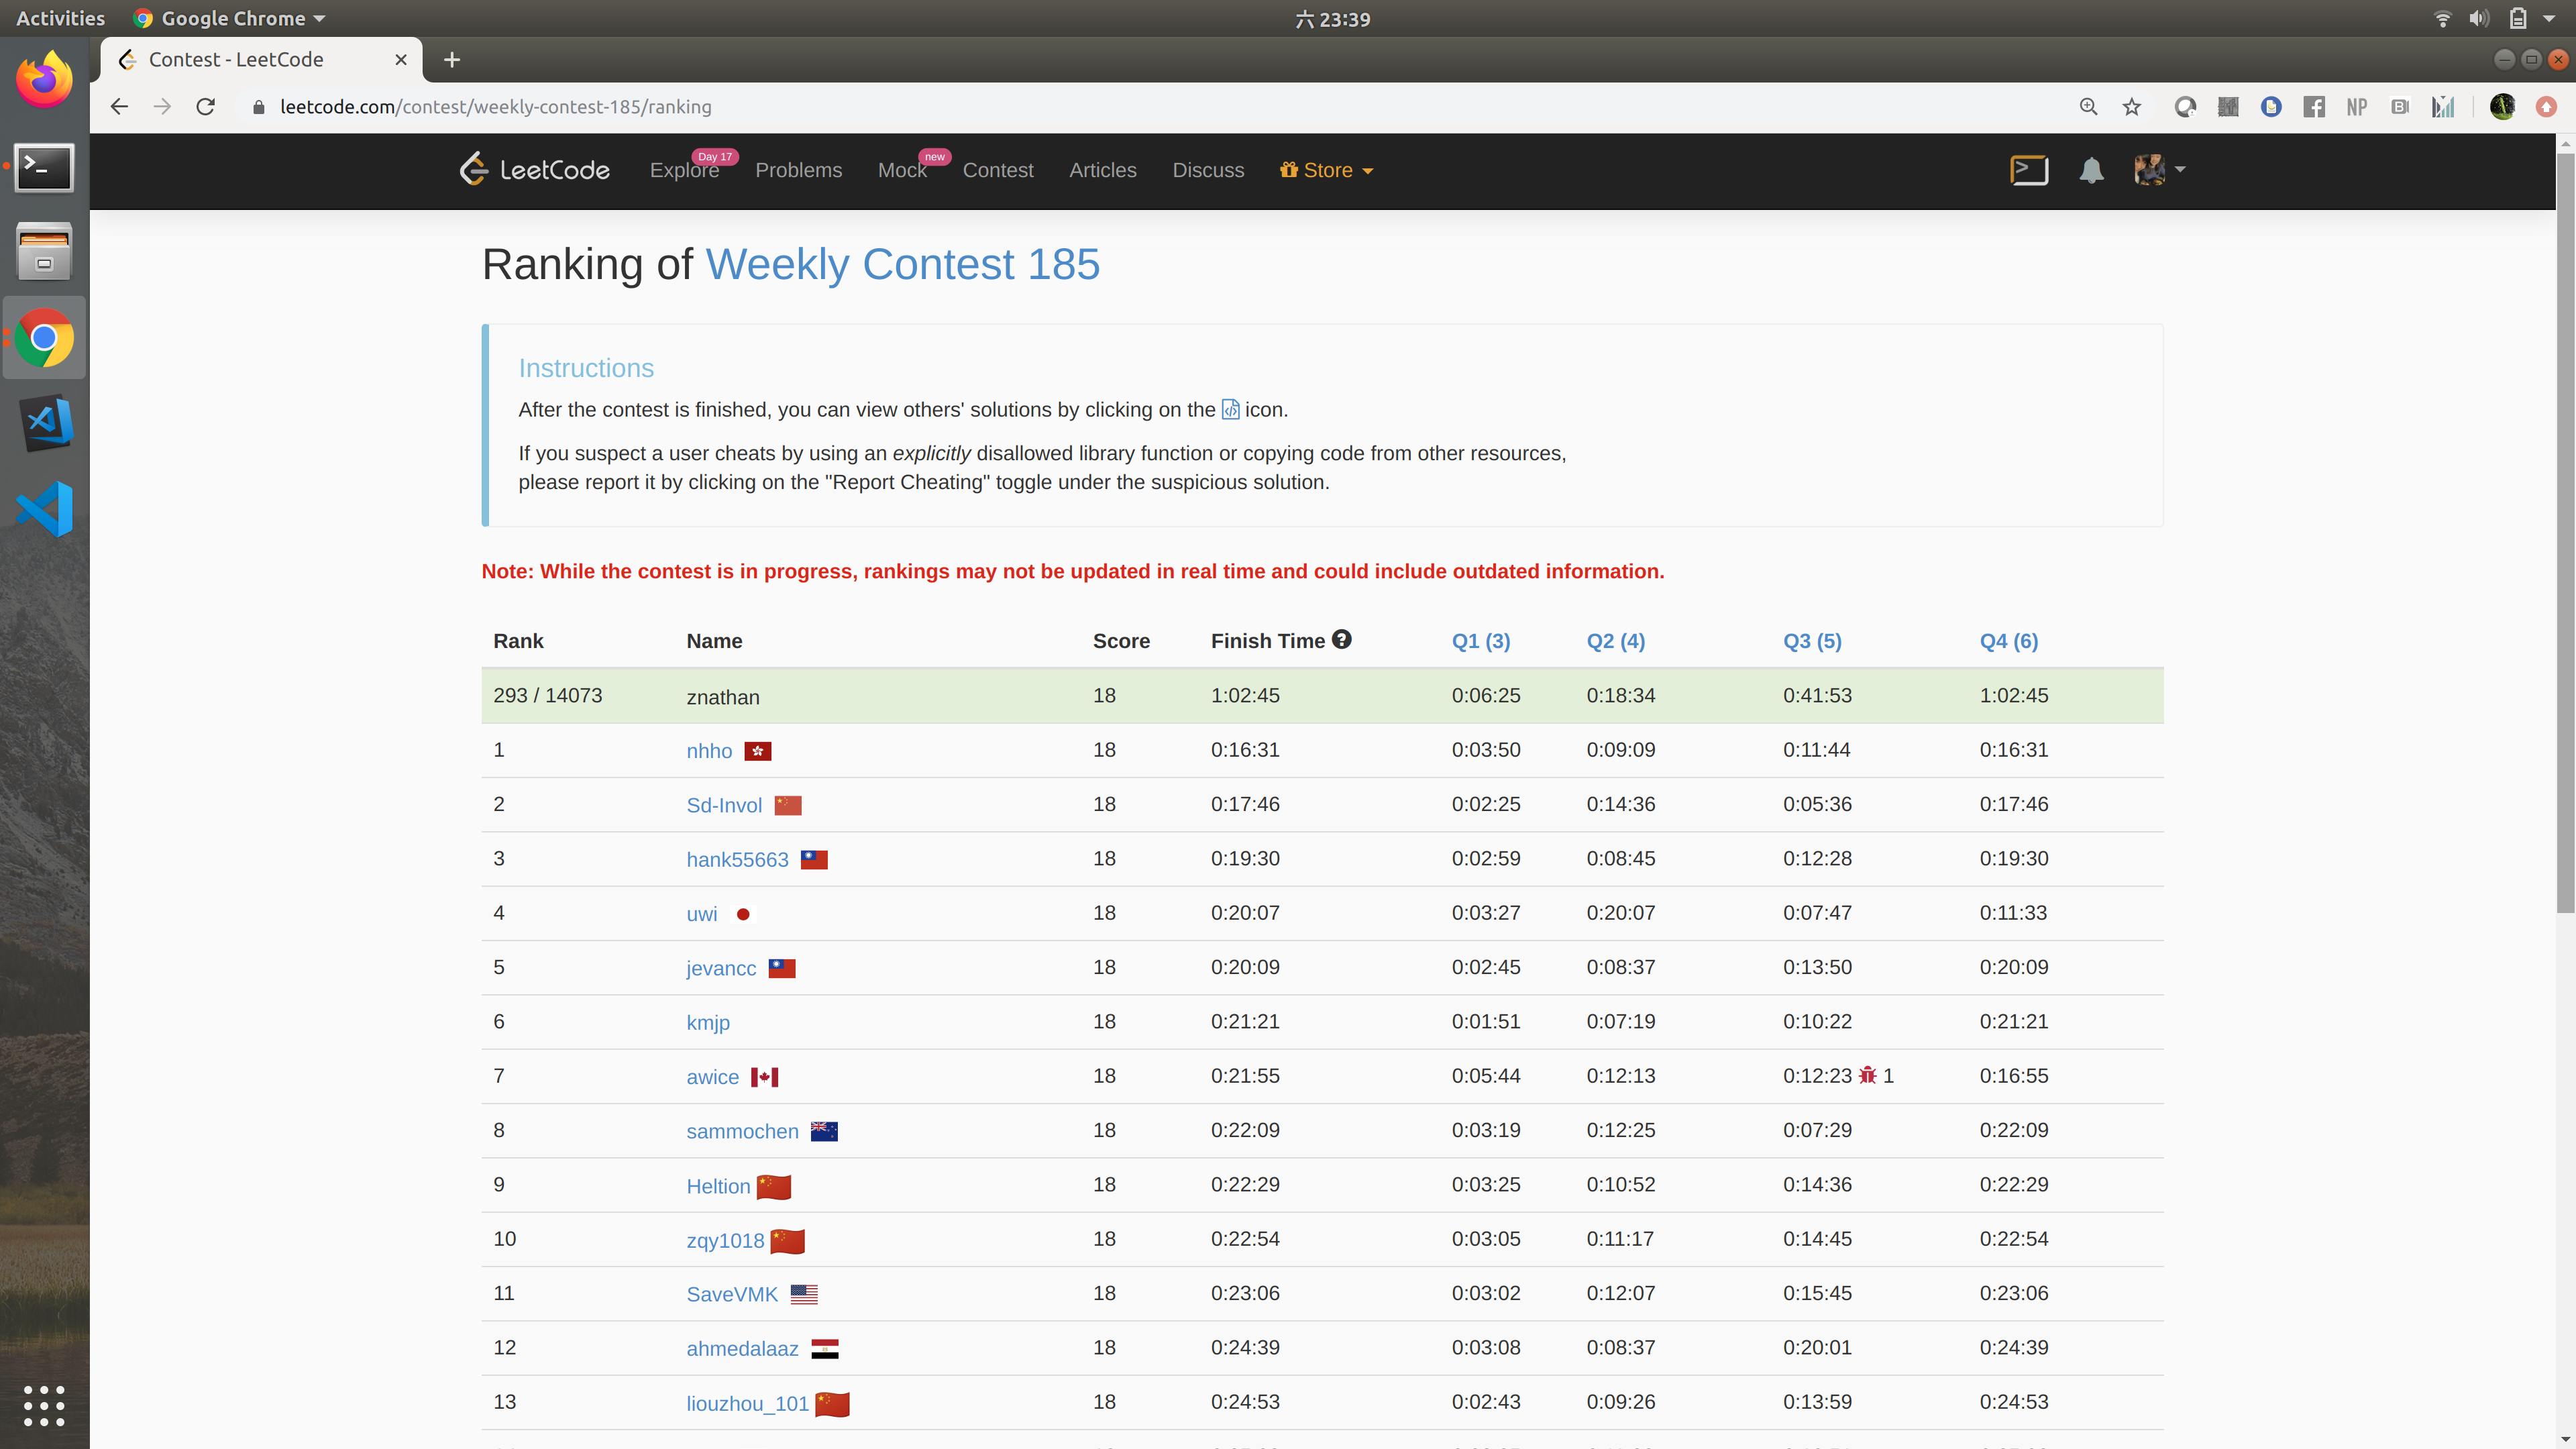 Activities Google Chrome 六 23:39
Contest - LeetCode
leetcode.com/contest/weekly-contest-185/ranking NP
LeetCode Explore Day 17 Problems Mock new Contest Articles Discuss Store
Ranking of Weekly Contest 185
Instructions
After the contest is finished, you can view others' solutions by clicking on the icon.
If you suspect a user cheats by using an explicitly disallowed library function or copying code from other resources,
please report it by clicking on the "Report Cheating" toggle under the suspicious solution.
Note: While the contest is in progress, rankings may not be updated in real time and could include outdated information.
Rank Name Score Finish Time Q1 (3) Q2 (4) Q3 (5) Q4 (6)
293 / 14073 znathan 18 1:02:45 0:06:25 0:18:34 0:41:53 1:02:45
1 nhho 18 0:16:31 0:03:50 0:09:09 0:11:44 0:16:31
2 Sd-Invol 18 0:17:46 0:02:25 0:14:36 0:05:36 0:17:46
3 hank55663 18 0:19:30 0:02:59 0:08:45 0:12:28 0:19:30
4 uwi 18 0:20:07 0:03:27 0:20:07 0:07:47 0:11:33
5 jevancc 18 0:20:09 0:02:45 0:08:37 0:13:50 0:20:09
6 kmjp 18 0:21:21 0:01:51 0:07:19 0:10:22 0:21:21
7 awice 18 0:21:55 0:05:44 0:12:13 0:12:23 1 0:16:55
8 sammochen 18 0:22:09 0:03:19 0:12:25 0:07:29 0:22:09
9 Heltion 18 0:22:29 0:03:25 0:10:52 0:14:36 0:22:29
10 zqy1018 18 0:22:54 0:03:05 0:11:17 0:14:45 0:22:54
11 SaveVMK 18 0:23:06 0:03:02 0:12:07 0:15:45 0:23:06
12 ahmedalaaz 18 0:24:39 0:03:08 0:08:37 0:20:01 0:24:39
13 liouzhou_101 18 0:24:53 0:02:43 0:09:26 0:13:59 0:24:53